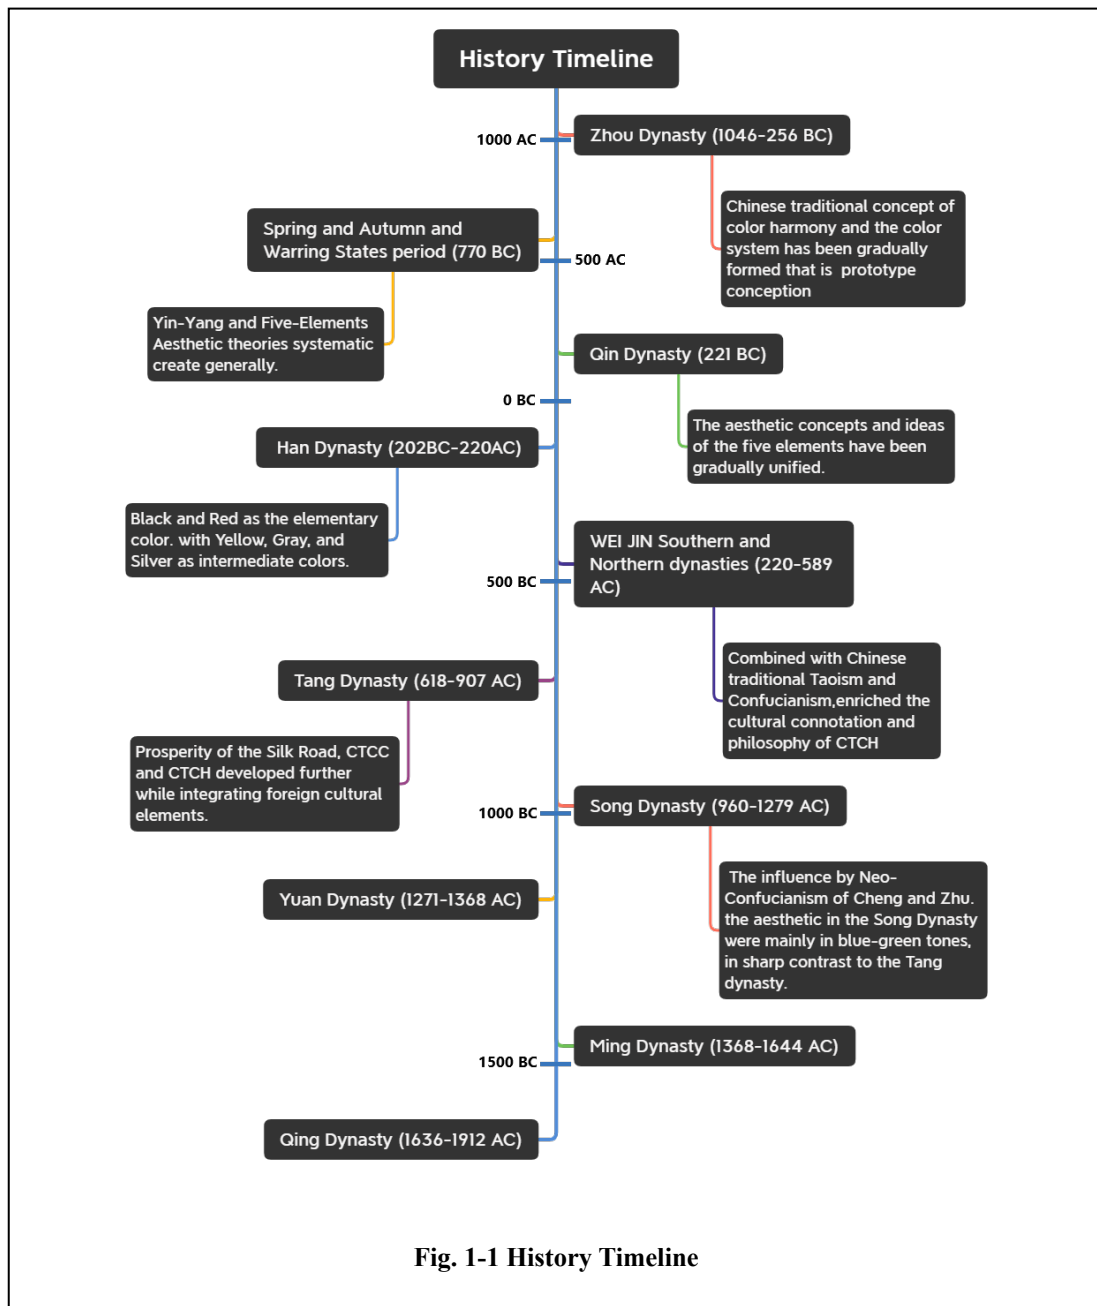 History Timeline
1000 AC
Zhou Dynasty (1046-256 BC)
Chinese traditional concept of
color harmony and the color
system has been gradually
formed that is prototype
conception
Spring and Autumn and
Warring States period (770 BC)
500 AC
Yin-Yang and Five-Elements
Aesthetic theories systematic
create generally.
Qin Dynasty (221 BC)
0 BC
The aesthetic concepts and ideas
of the five elements have been
gradually unified.
Han Dynasty (202BC-220AC)
Black and Red as the elementary
color. with Yellow, Gray, and
Silver as intermediate colors.
WEI JIN Southern and
Northern dynasties (220-589
AC)
500 BC
Combined with Chinese
traditional Taoism and
Confucianism,enriched the
cultural connotation and
philosophy of CTCH
Tang Dynasty (618-907 AC)
Prosperity of the Silk Road, CTCC
and CTCH developed further
while integrating foreign cultural
elements.
1000 BC
Song Dynasty (960-1279 AC)
The influence by Neo-
Confucianism of Cheng and Zhu.
the aesthetic in the Song Dynasty
were mainly in blue-green tones,
in sharp contrast to the Tang
dynasty.
Yuan Dynasty (1271-1368 AC)
Ming Dynasty (1368-1644 AC)
1500 BC
Qing Dynasty (1636-1912 AC)
Fig. 1-1 History Timeline